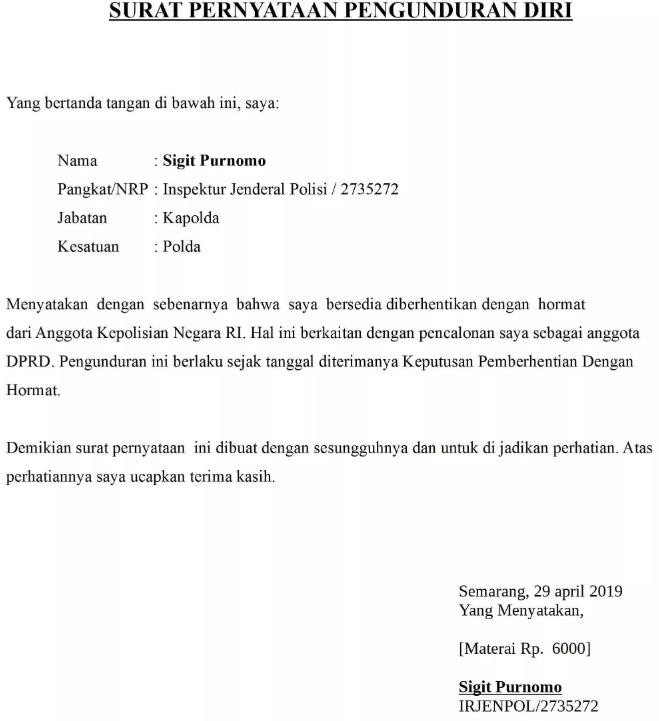 SURAT PERNYATAAN PENGUNDURAN DIRI
Yang bertanda tangan di bawah ini, saya:
Nama : Sigit Purnomo
Pangkat/NRP : Inspektur Jenderal Polisi / 2735272
Jabatan : Kapolda
Kesatuan : Polda
Menyatakan dengan sebenarnya bahwa saya bersedia diberhentikan dengan hormat
dari Anggota Kepolisian Negara RI. Hal ini berkaitan dengan pencalonan saya sebagai anggota
DPRD. Pengunduran ini berlaku sejak tanggal diterimanya Keputusan Pemberhentian Dengan
Hormat.
Demikian surat pernyataan ini dibuat dengan sesungguhnya dan untuk di jadikan perhatian. Atas
perhatiannya saya ucapkan terima kasih.
Semarang, 29 april 2019
Yang Menyatakan,
[Materai Rp. 6000]
Sigit Purnomo
IRJENPOL/2735272